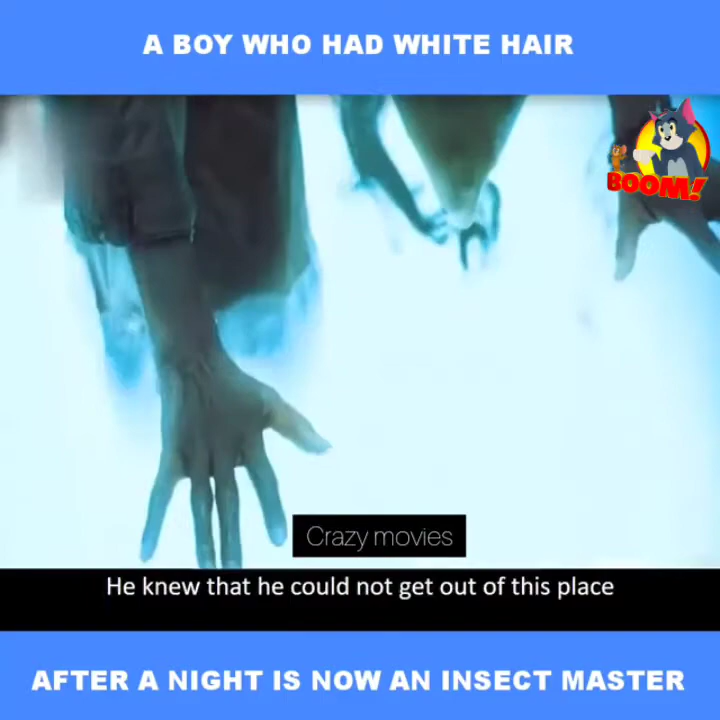 A BOY WHO HAD WHITE HAIR
BOOM!
Crazy movies
He knew that he could not get out of this place
AFTER A NIGHT IS NOW AN INSECT MASTER